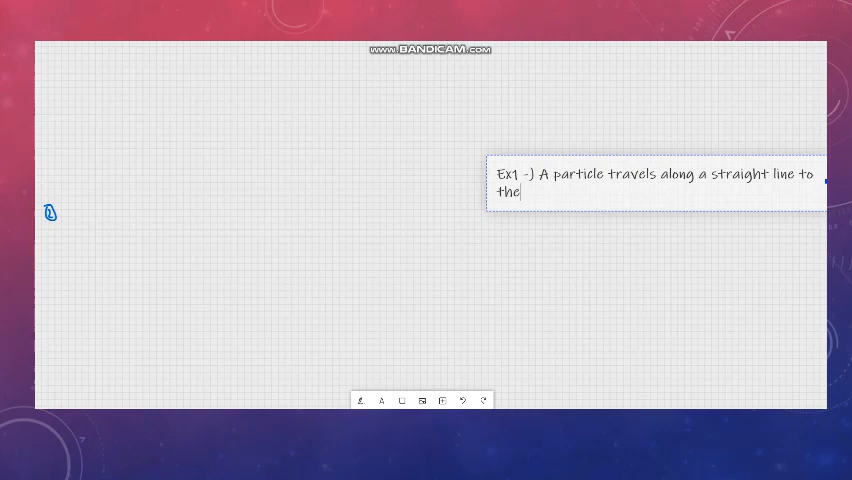 www.BANDICAM.com
Ex1 -) A particle travels along a straight line to
the